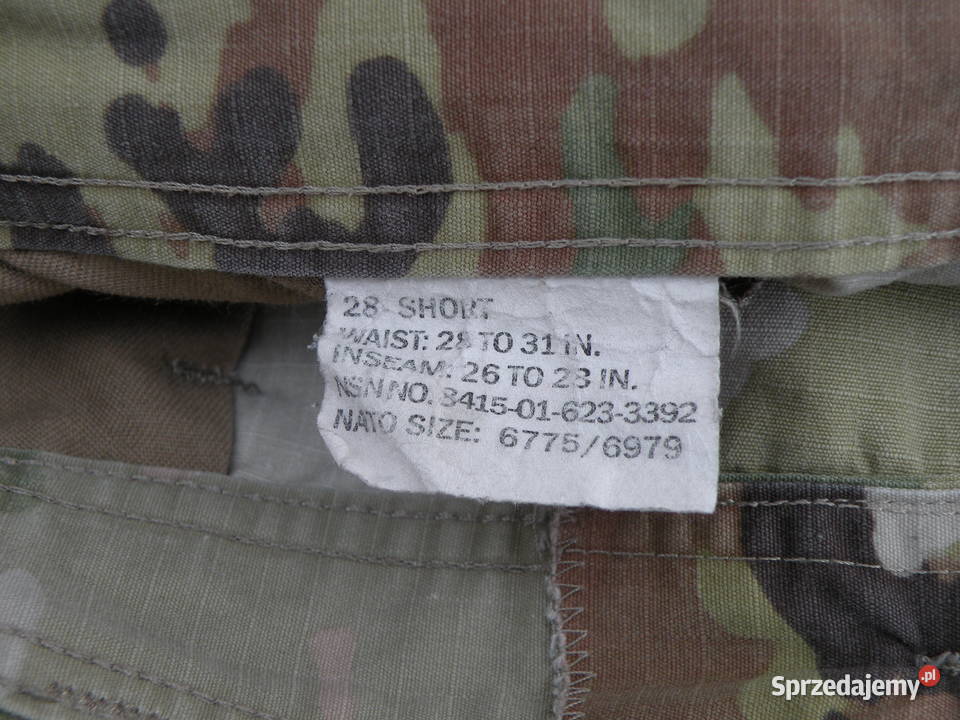 28- SHORT
WAIST: 28 TO 31 IN.
INSEAM: 26 TO 28 IN.
NSN NO. 8415-01-623-3392
NATO SIZE: 6775/6979
Sprzedajemy.pl